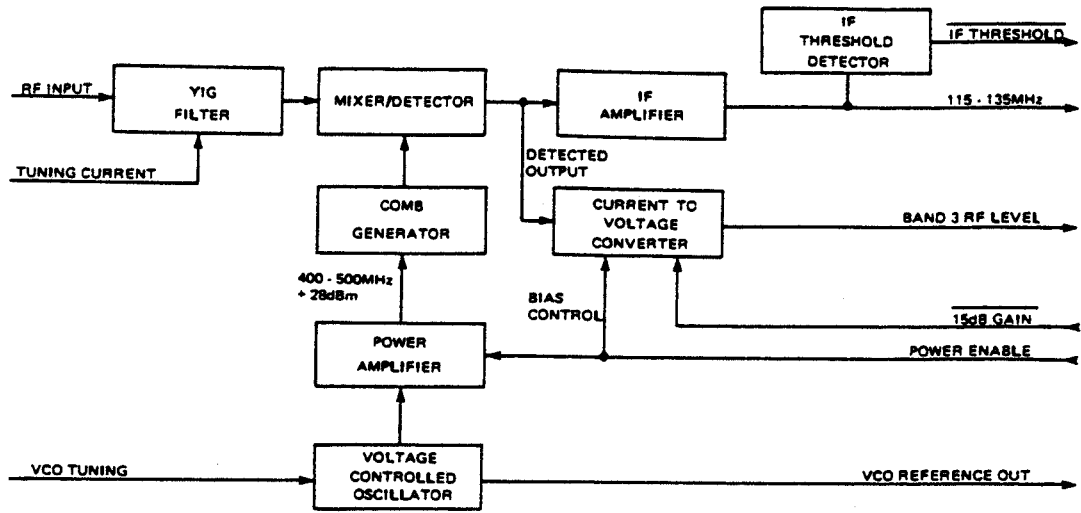 IF
THRESHOLD
DETECTOR
IF THRESHOLD
RF INPUT
YIG
FILTER
MIXER/DETECTOR
IF
AMPLIFIER
115 - 135MHz
TUNING CURRENT
DETECTED
OUTPUT
COMB
GENERATOR
CURRENT TO
VOLTAGE
CONVERTER
BAND 3 RF LEVEL
400 - 500MHz
+ 28dBm
BIAS
CONTROL
15dB GAIN
POWER
AMPLIFIER
POWER ENABLE
VCO TUNING
VOLTAGE
CONTROLLED
OSCILLATOR
VCO REFERENCE OUT